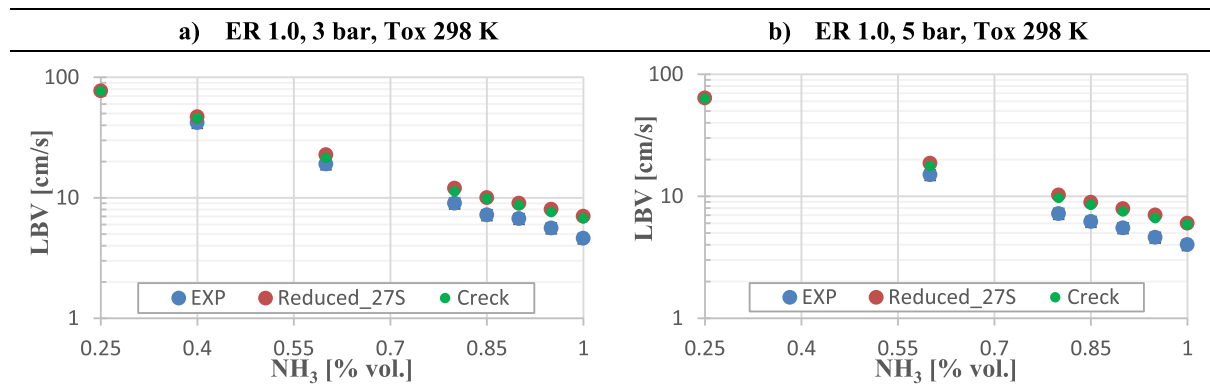 a) ER 1.0, 3 bar, Tox 298 K
b) ER 1.0, 5 bar, Tox 298 K
100
10
1
LBV [cm/s]
EXP Reduced_27S Creck
0.25 0.4 0.55 0.7 0.85 1
NH3 [% vol.]
100
10
1
LBV [cm/s]
EXP Reduced_27S Creck
0.25 0.4 0.55 0.7 0.85 1
NH3 [% vol.]